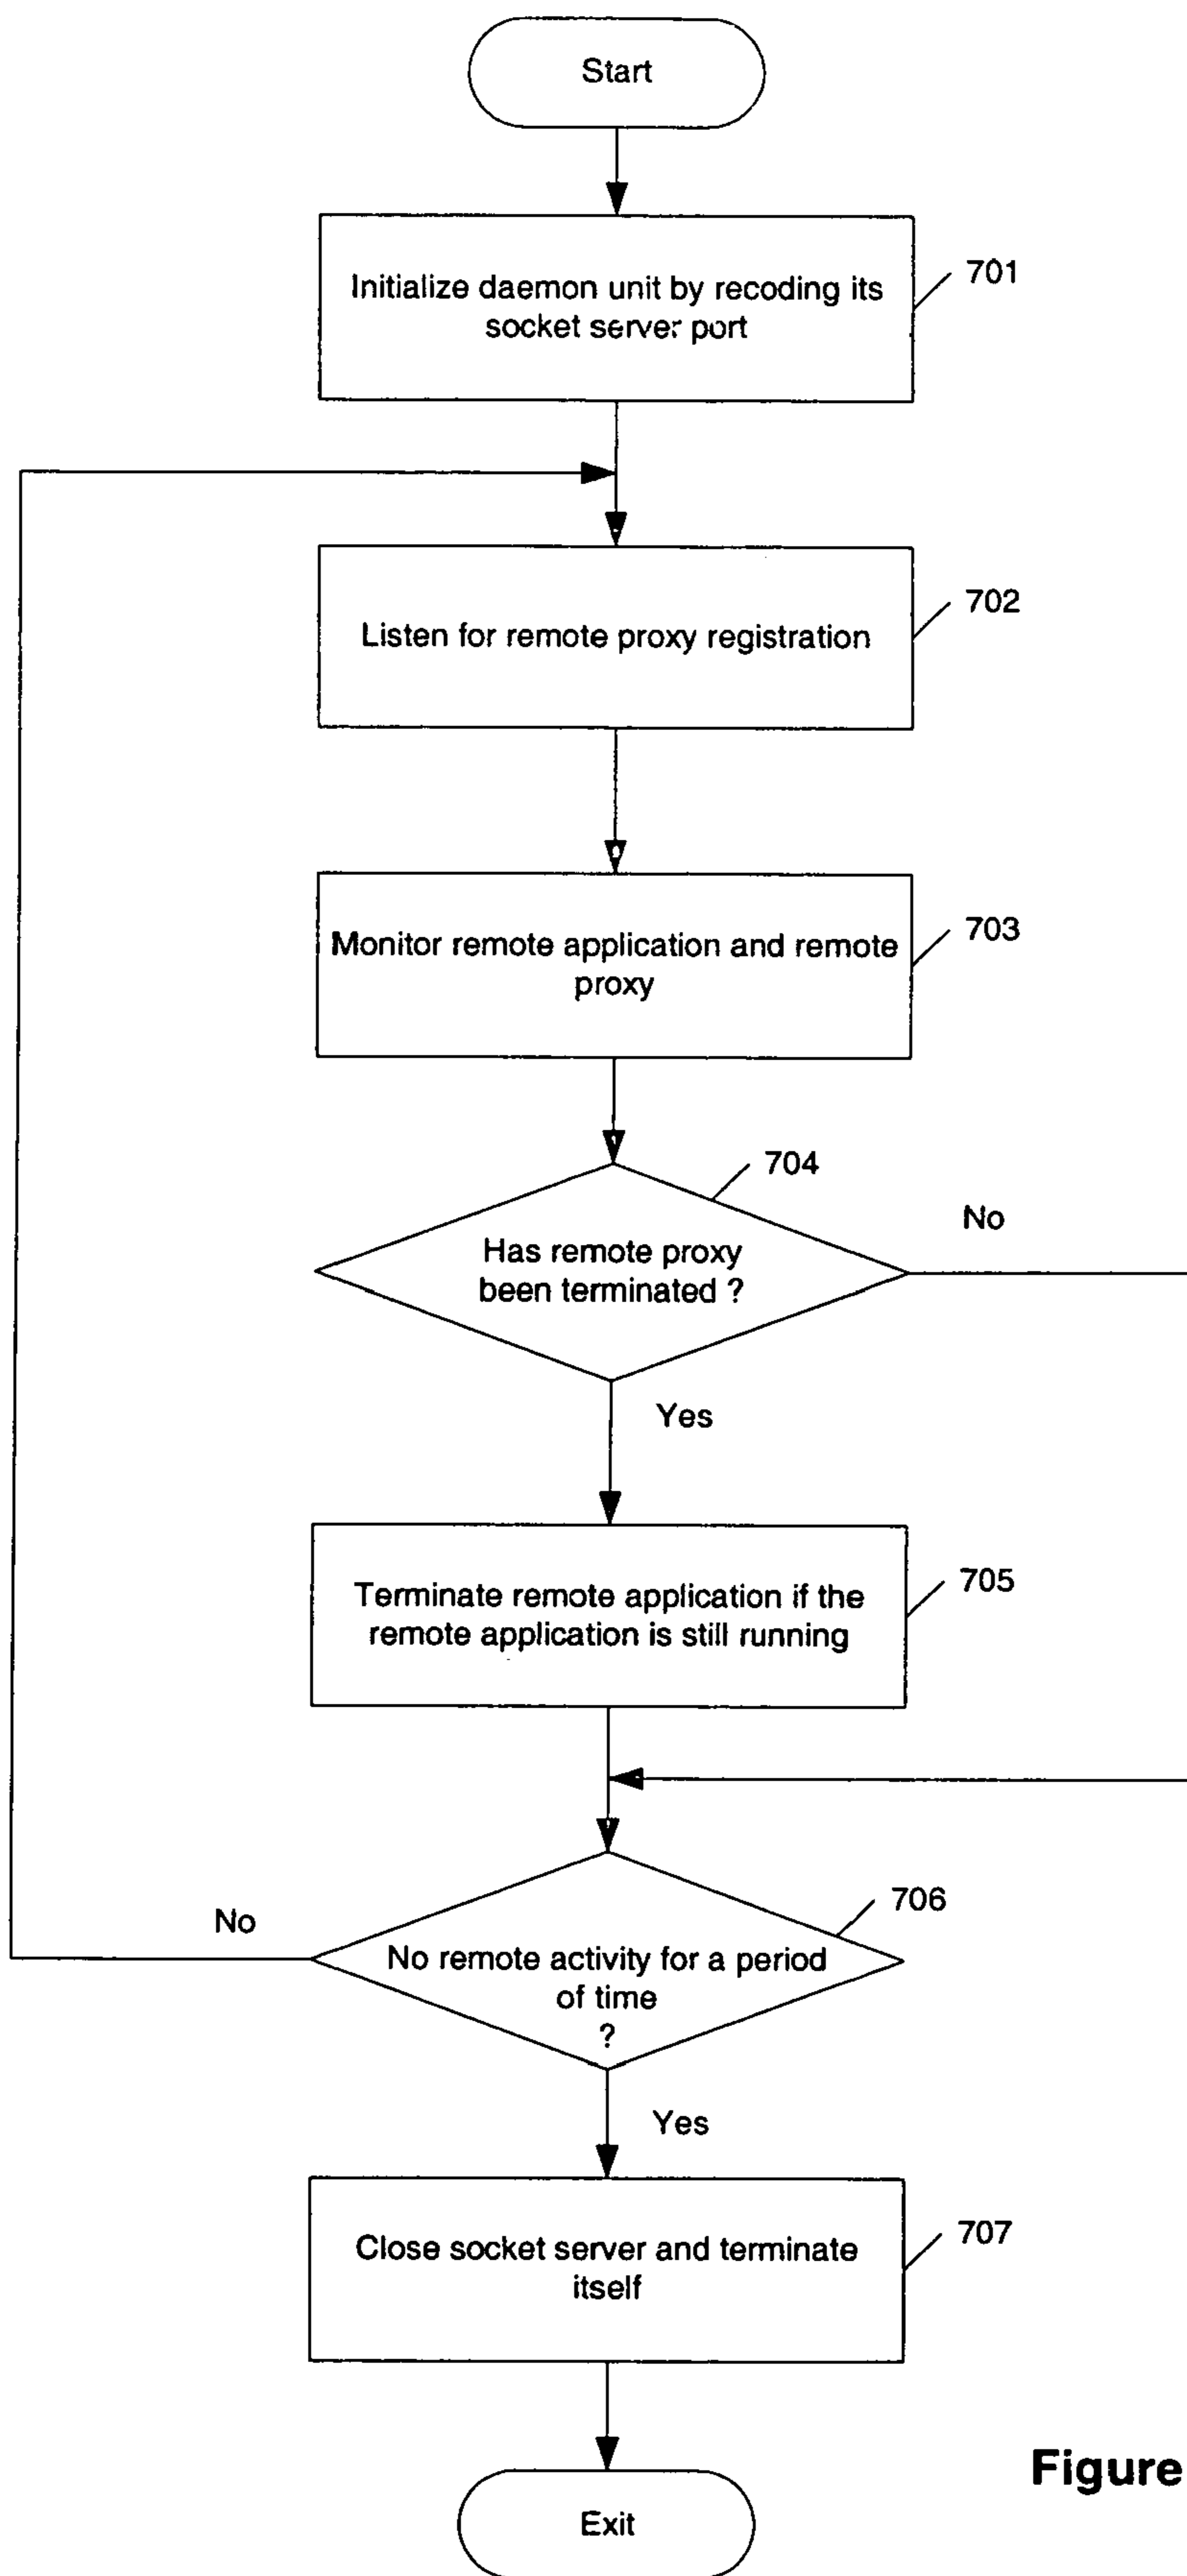 Start
Initialize daemon unit by recoding its
socket server port
701
Listen for remote proxy registration
702
Monitor remote application and remote
proxy
703
704
No
Has remote proxy
been terminated ?
Yes
Terminate remote application if the
remote application is still running
705
706
No
No remote activity for a period
of time
?
Yes
Close socket server and terminate
itself
707
Figure
Exit